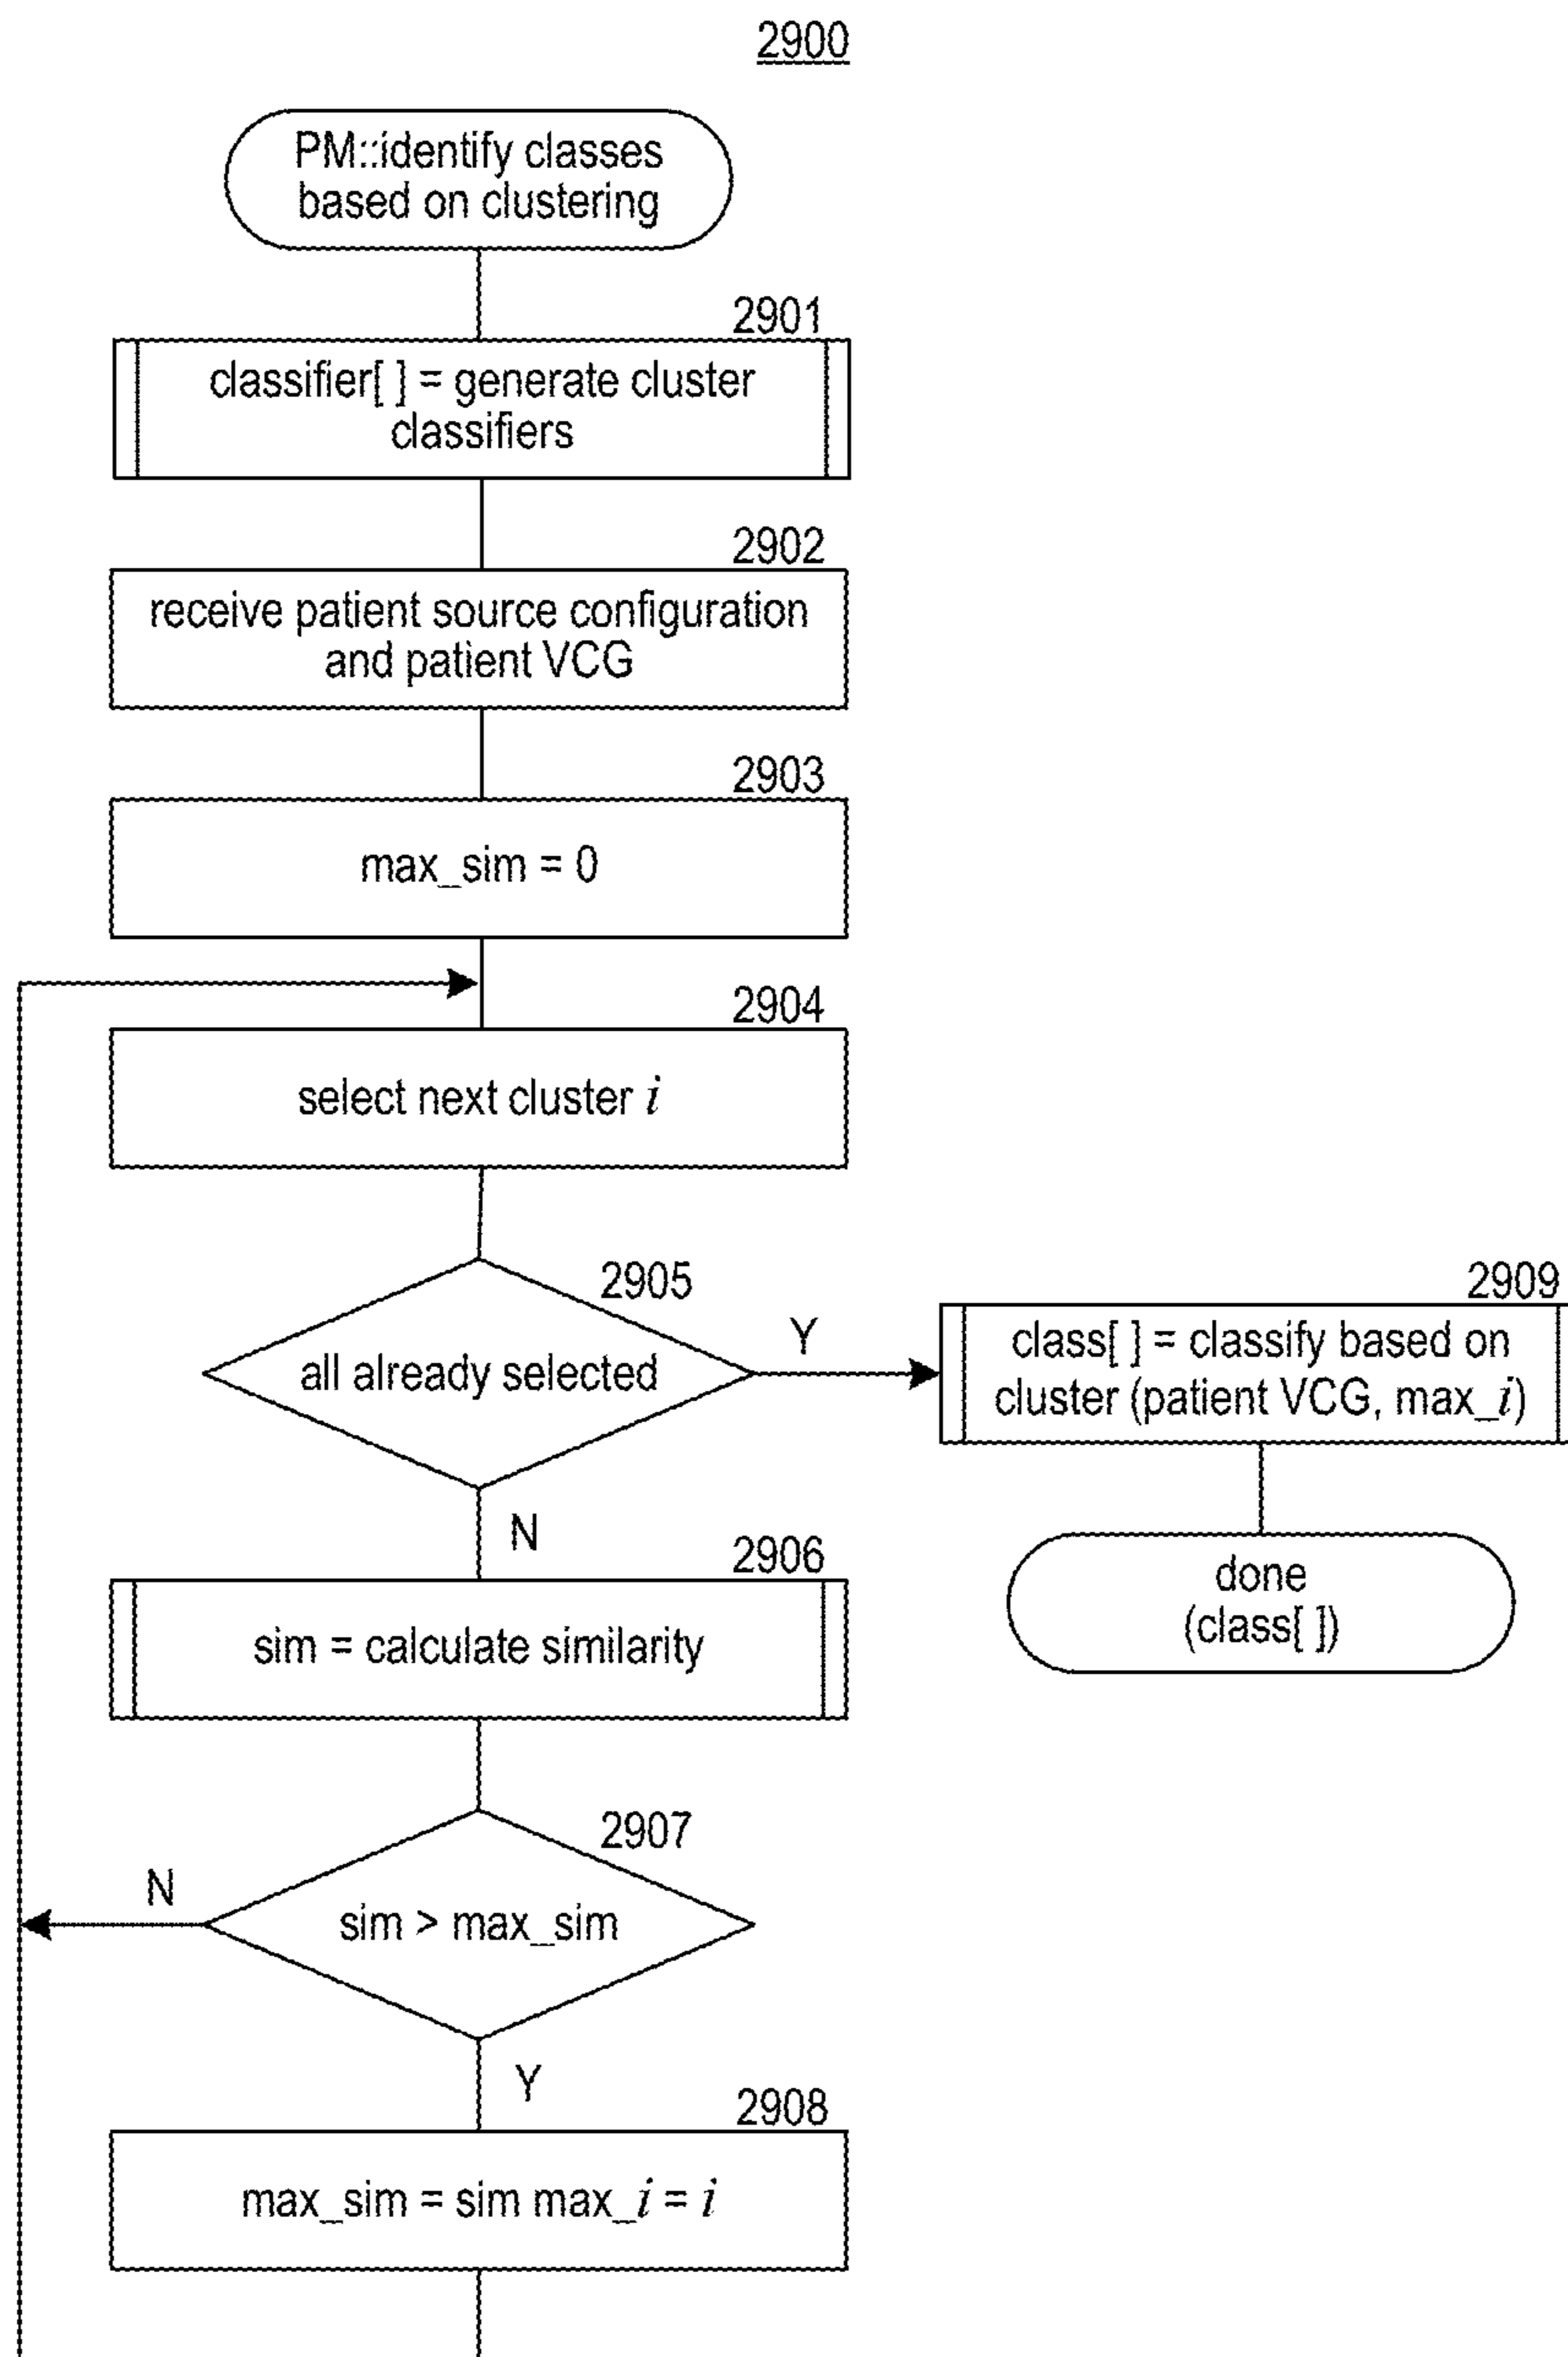 2900
PM::identify classes
based on clustering
2901
classifier[ ] = generate cluster
classifiers
2902
receive patient source configuration
and patient VCG
2903
max_sim = 0
2904
select next cluster i
2905
all already selected
Y
N
2909
class[ ] = classify based on
cluster (patient VCG, max_i)
done
(class[ ])
2906
sim = calculate similarity
2907
sim > max_sim
N
Y
2908
max_sim = sim max_i = i